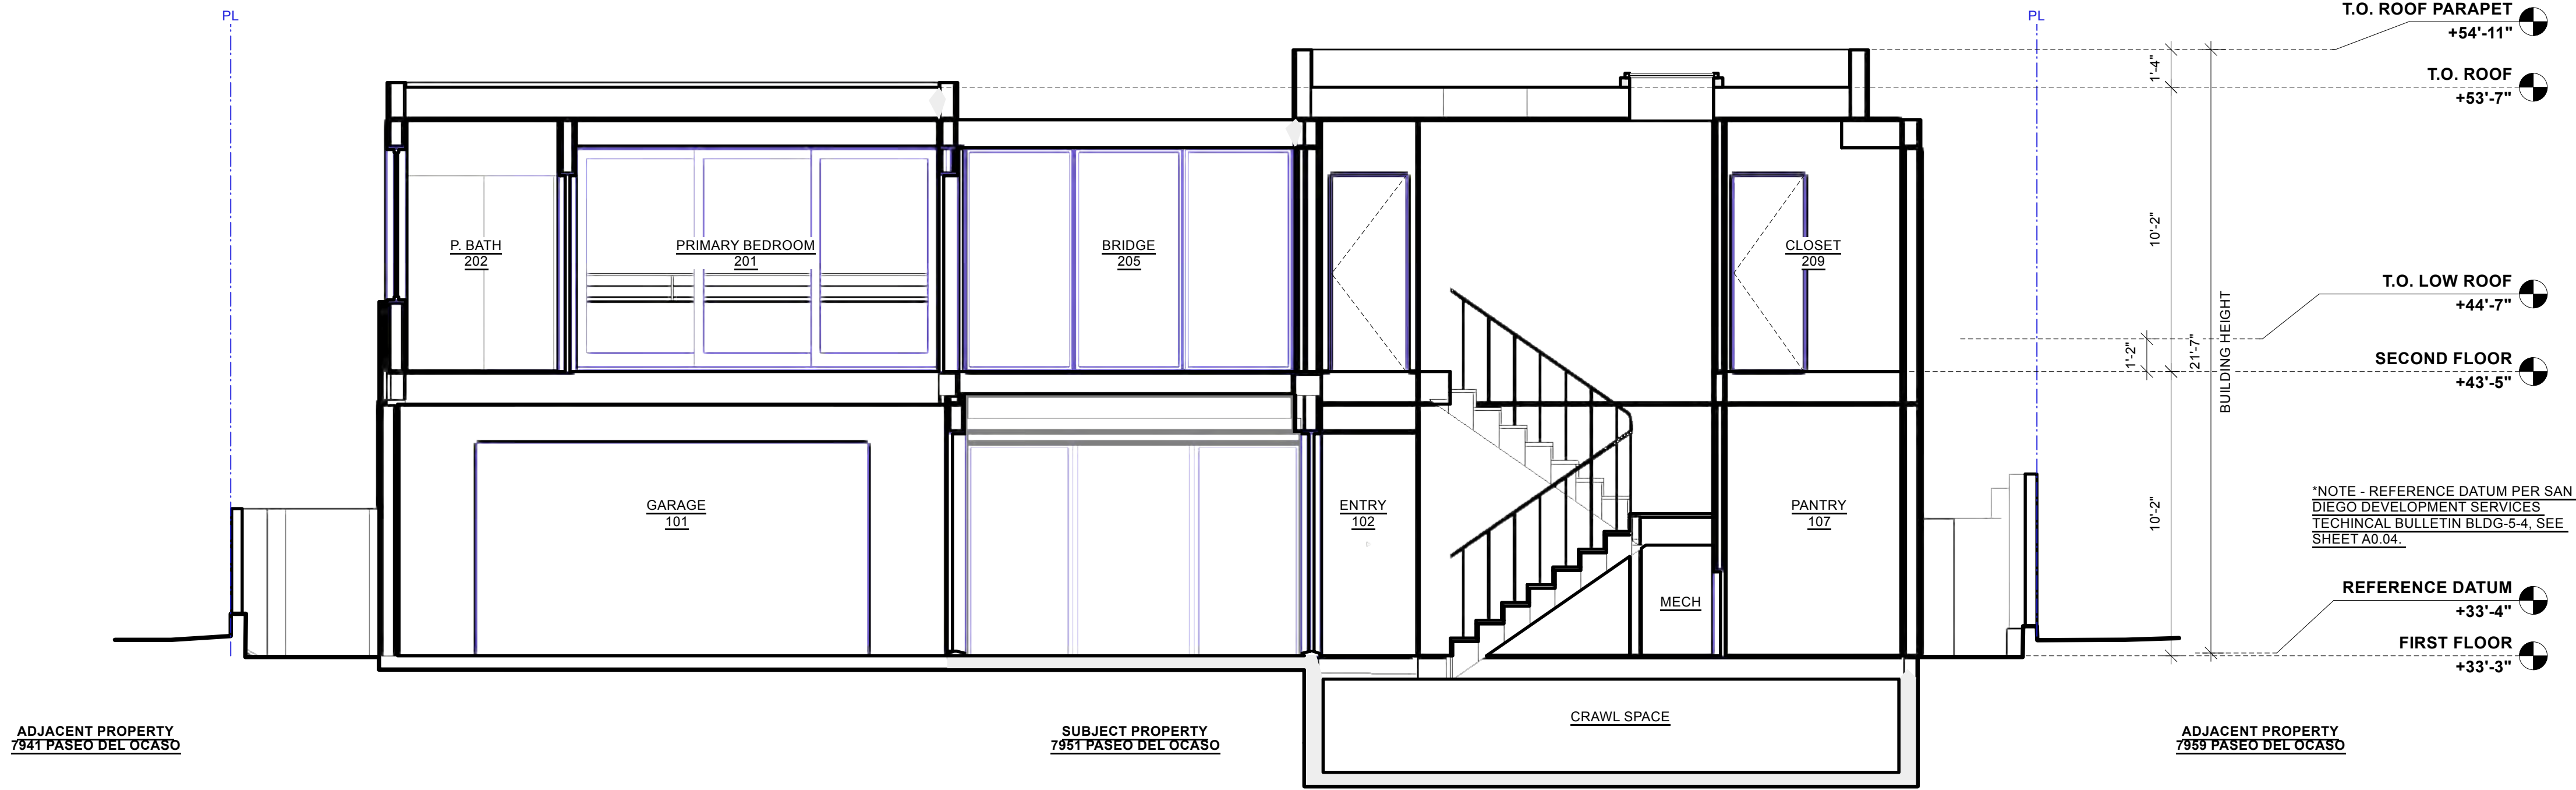 PL
PL
T.O. ROOF PARAPET
+54'-11"
1'-4"
T.O. ROOF
+53'-7"
P. BATH
202
PRIMARY BEDROOM
201
BRIDGE
205
CLOSET
209
10'-2"
T.O. LOW ROOF
+44'-7"
1'-2"
21'-7"
BUILDING HEIGHT
SECOND FLOOR
+43'-5"
GARAGE
101
ENTRY
102
PANTRY
107
10'-2"
*NOTE - REFERENCE DATUM PER SAN
DIEGO DEVELOPMENT SERVICES
TECHINCAL BULLETIN BLDG-5-4, SEE
SHEET A0.04.
MECH
REFERENCE DATUM
+33'-4"
FIRST FLOOR
+33'-3"
CRAWL SPACE
ADJACENT PROPERTY
7941 PASEO DEL OCASO
SUBJECT PROPERTY
7951 PASEO DEL OCASO
ADJACENT PROPERTY
7959 PASEO DEL OCASO